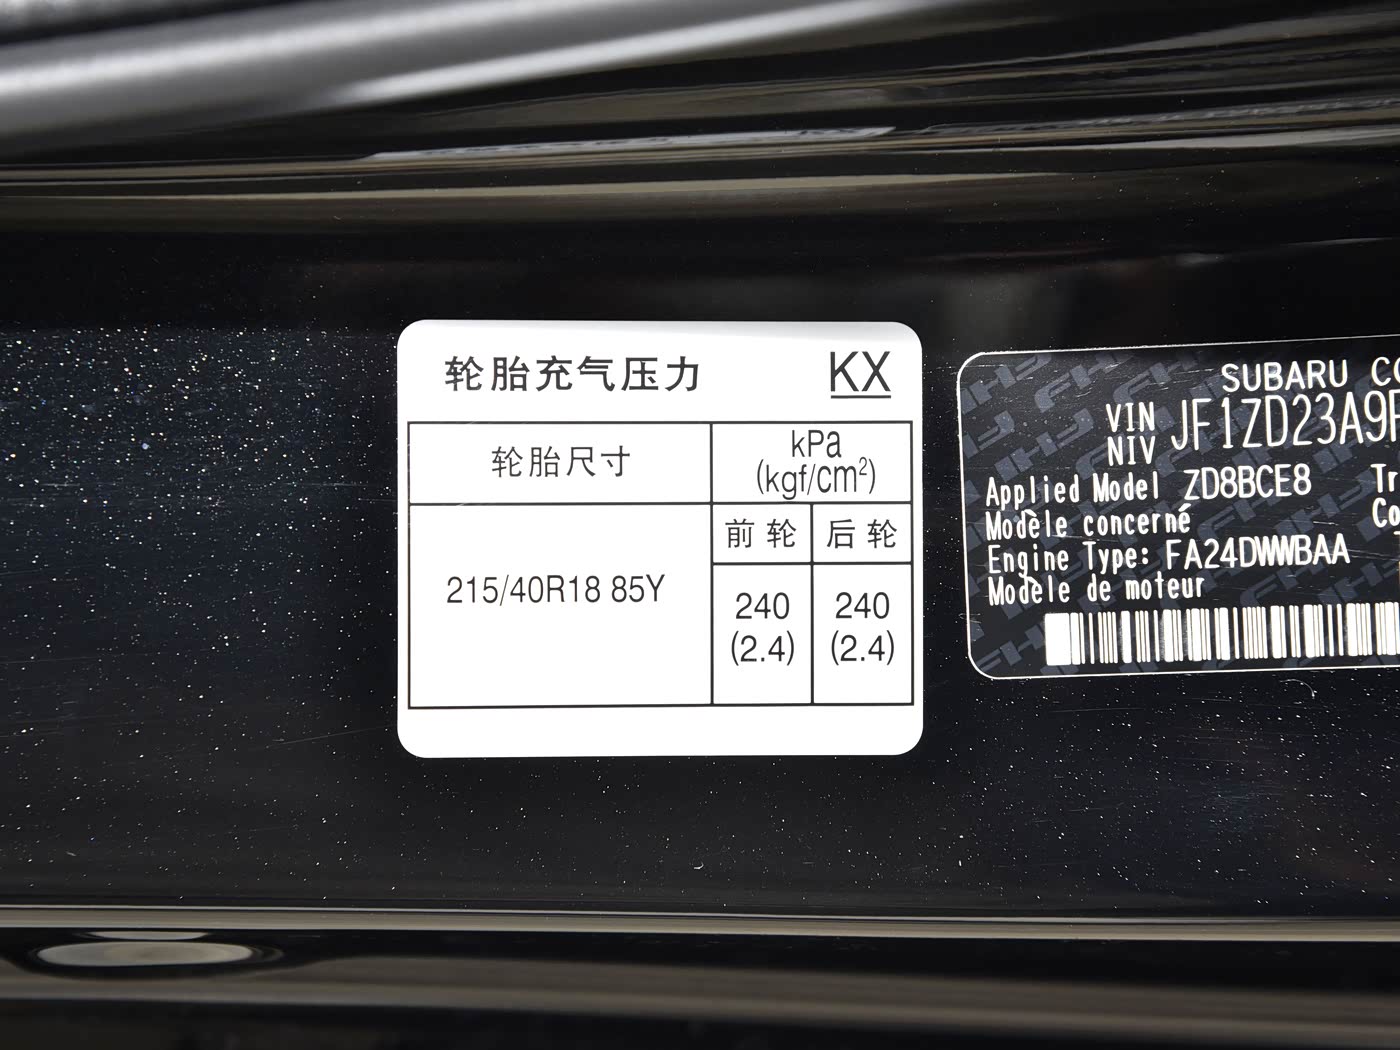 轮胎充气压力 KX
轮胎尺寸
kPa
(kgf/cm²)
前轮 后轮
215/40R18 85Y
240 240
(2.4) (2.4)
SUBARU
VIN
NIV JF1ZD23A9
Applied Model ZD8BCE8
Modèle concerné
Engine Type: FA24DWWBAA
Modèle de moteur